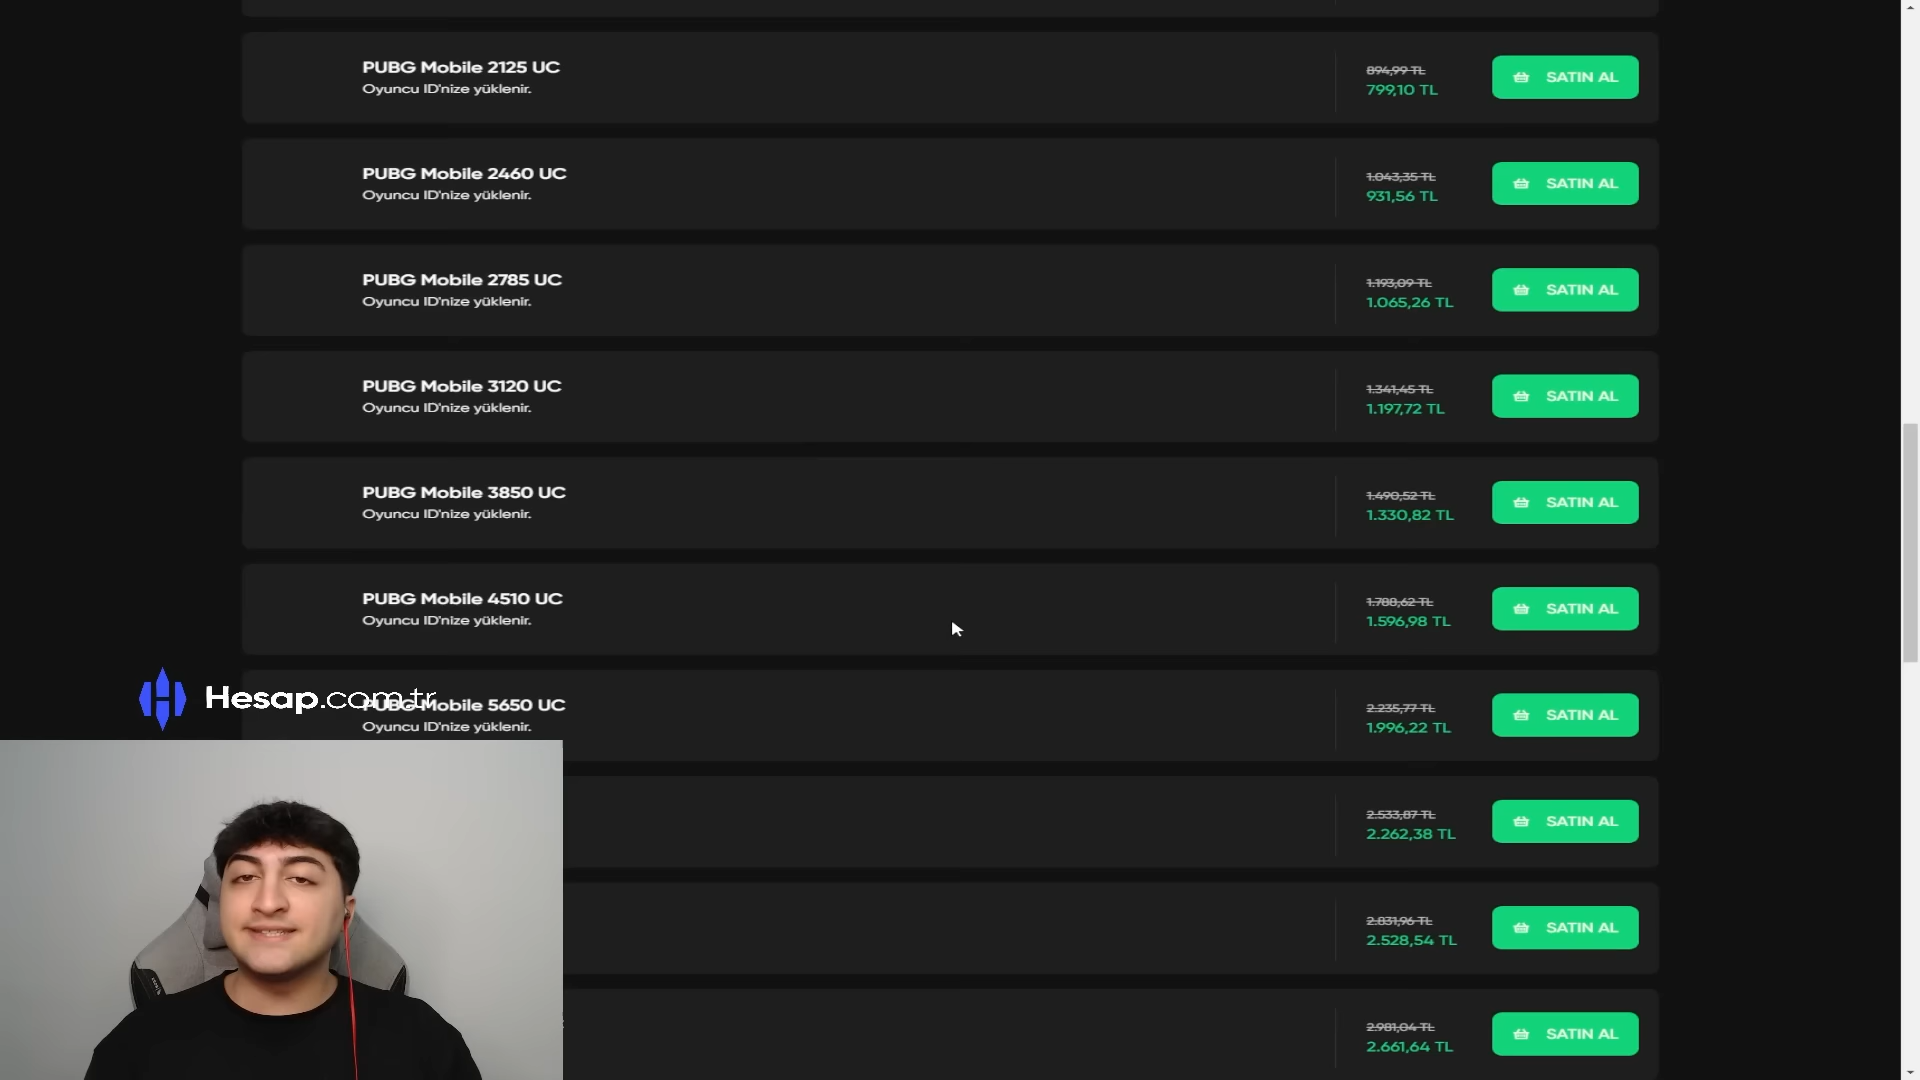 PUBG Mobile 2125 UC
Oyuncu ID'nize yüklenir.
894,99 TL
799,10 TL
SATIN AL
PUBG Mobile 2460 UC
Oyuncu ID'nize yüklenir.
1.043,35 TL
931,56 TL
SATIN AL
PUBG Mobile 2785 UC
Oyuncu ID'nize yüklenir.
1.193,09 TL
1.065,26 TL
SATIN AL
PUBG Mobile 3120 UC
Oyuncu ID'nize yüklenir.
1.341,45 TL
1.197,72 TL
SATIN AL
PUBG Mobile 3850 UC
Oyuncu ID'nize yüklenir.
1.490,52 TL
1.330,82 TL
SATIN AL
PUBG Mobile 4510 UC
Oyuncu ID'nize yüklenir.
1.788,62 TL
1.596,98 TL
SATIN AL
Hesap.com.tr
PUBG Mobile 5650 UC
Oyuncu ID'nize yüklenir.
2.235,77 TL
1.996,22 TL
SATIN AL
2.533,87 TL
2.262,38 TL
SATIN AL
2.831,96 TL
2.528,54 TL
SATIN AL
2.981,04 TL
2.661,64 TL
SATIN AL